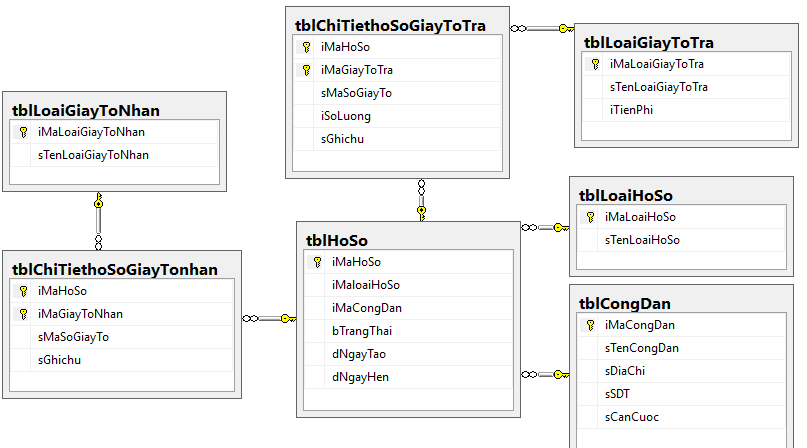 tblChiTiethoSoGiayToTra
iMaHoSo
iMaGiayToTra
sMaSoGiayTo
iSoLuong
sGhichu
tblLoaiGiayToTra
iMaLoaiGiayToTra
sTenLoaiGiayToTra
iTienPhi
tblLoaiGiayToNhan
iMaLoaiGiayToNhan
sTenLoaiGiayToNhan
tblLoaiHoSo
iMaLoaiHoSo
sTenLoaiHoSo
tblHoSo
iMaHoSo
iMaloaiHoSo
iMaCongDan
bTrangThai
dNgayTao
dNgayHen
tblChiTiethoSoGiayTonhan
iMaHoSo
iMaGiayToNhan
sMaSoGiayTo
sGhichu
tblCongDan
iMaCongDan
sTenCongDan
sDiaChi
sSDT
sCanCuoc